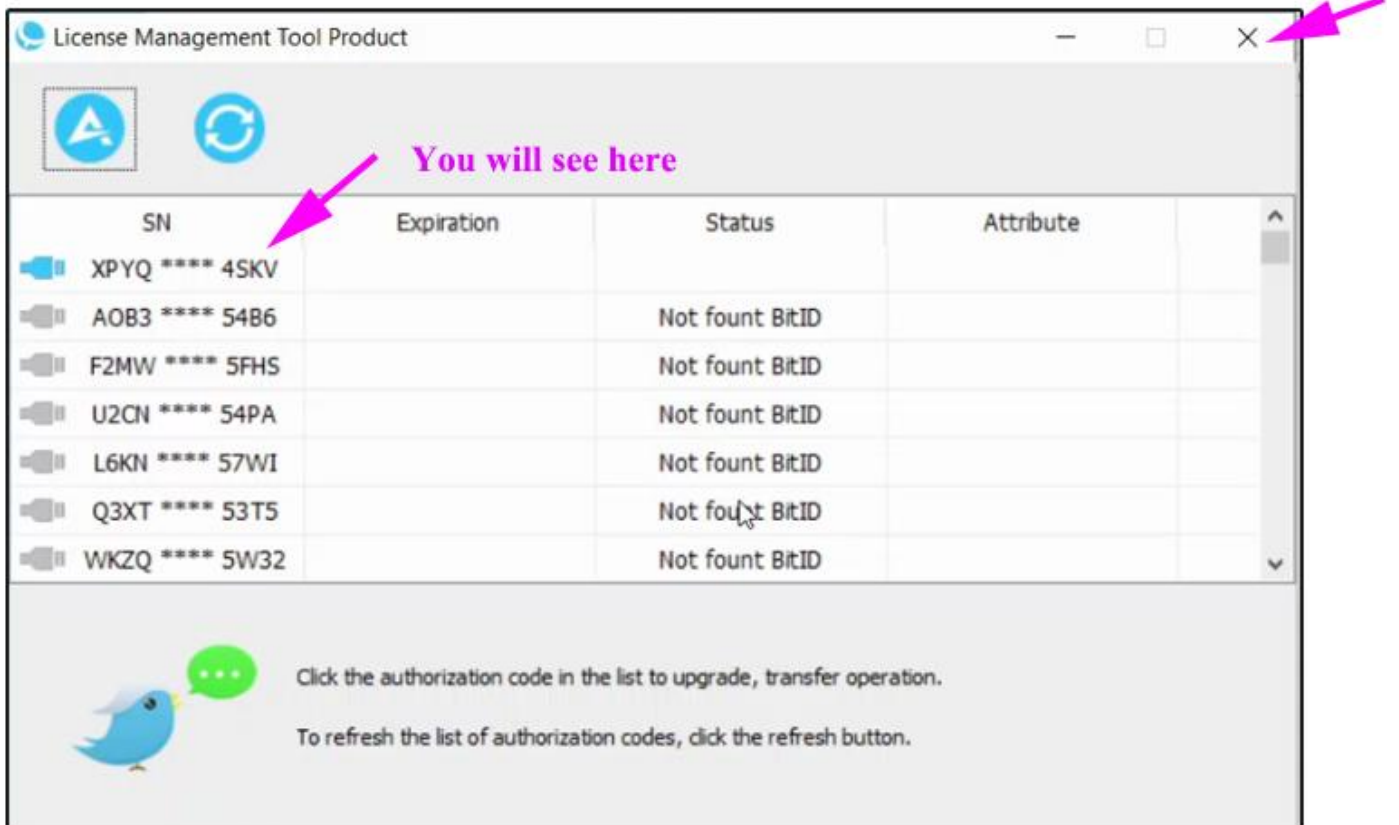 License Management Tool Product
You will see here
SN Expiration Status Attribute
XPYQ **** 4SKV
AOB3 **** 54B6 Not fount BitID
F2MW **** 5FHS Not fount BitID
U2CN **** 54PA Not fount BitID
L6KN **** 57WI Not fount BitID
Q3XT **** 53T5 Not fount BitID
WKZQ **** 5W32 Not fount BitID
Click the authorization code in the list to upgrade, transfer operation.
To refresh the list of authorization codes, click the refresh button.